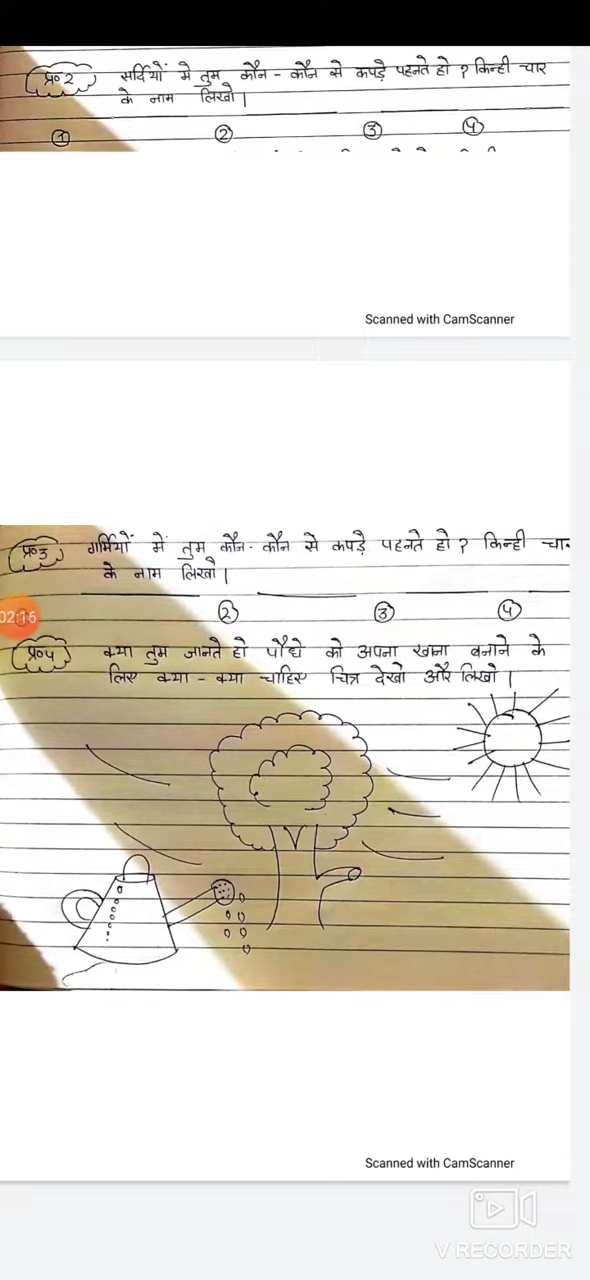 प्र०2 सर्दियों मे तुम कौन - कौन से कपड़े पहनते हो ? किन्ही चार
के नाम लिखो |
① ② ③ ④
Scanned with CamScanner
प्र०3 गर्मियों में तुम कौन - कौन से कपड़े पहनते हो ? किन्ही चार
के नाम लिखो |
02:16 ② ③ ④
प्र०4 क्या तुम जानते हो पौधे को अपना खाना बनाने के
लिए क्या - क्या चाहिए चित्र देखो और लिखो |
Scanned with CamScanner
V RECORDER